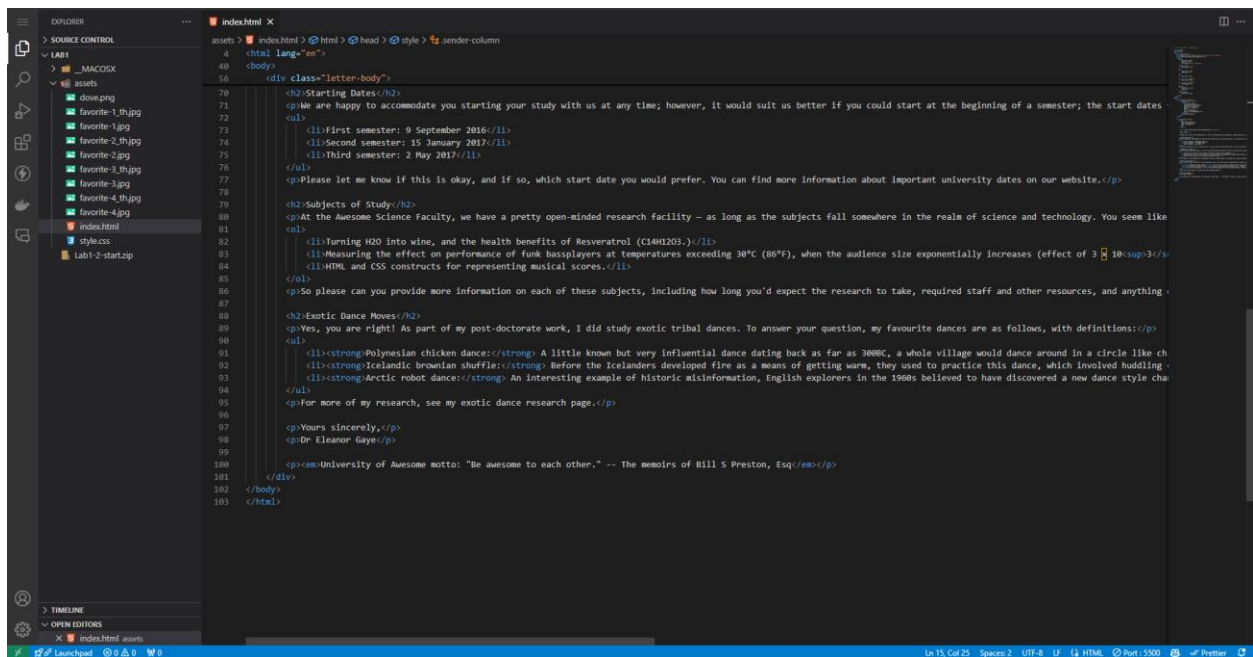 EXPLORER
index.html
SOURCE CONTROL
assets > index.html > html > head > style > .sender-column
LAB1
__MACOSX
assets
dove.png
favorite-1_th.jpg
favorite-1.jpg
favorite-2_th.jpg
favorite-2.jpg
favorite-3_th.jpg
favorite-3.jpg
favorite-4_th.jpg
favorite-4.jpg
index.html
style.css
Lab1-2-start.zip
4 <html lang="en">
40 <body>
56 <div class="letter-body">
70 <h2>Starting Dates</h2>
71 <p>We are happy to accommodate you starting your study with us at any time; however, it would suit us better if you could start at the beginning of a semester; the start dates
72 <ul>
73 <li>First semester: 9 September 2016</li>
74 <li>Second semester: 15 January 2017</li>
75 <li>Third semester: 2 May 2017</li>
76 </ul>
77 <p>Please let me know if this is okay, and if so, which start date you would prefer. You can find more information about important university dates on our website.</p>
78
79 <h2>Subjects of Study</h2>
80 <p>At the Awesome Science Faculty, we have a pretty open-minded research facility – as long as the subjects fall somewhere in the realm of science and technology. You seem like
81 <ol>
82 <li>Turning H2O into wine, and the health benefits of Resveratrol (C14H12O3.)</li>
83 <li>Measuring the effect on performance of funk bassplayers at temperatures exceeding 30°C (86°F), when the audience size exponentially increases (effect of 3 × 10<sup>3</s
84 <li>HTML and CSS constructs for representing musical scores.</li>
85 </ol>
86 <p>So please can you provide more information on each of these subjects, including how long you'd expect the research to take, required staff and other resources, and anything
87
88 <h2>Exotic Dance Moves</h2>
89 <p>Yes, you are right! As part of my post-doctorate work, I did study exotic tribal dances. To answer your question, my favourite dances are as follows, with definitions:</p>
90 <ul>
91 <li><strong>Polynesian chicken dance:</strong> A little known but very influential dance dating back as far as 300BC, a whole village would dance around in a circle like ch
92 <li><strong>Icelandic brownian shuffle:</strong> Before the Icelanders developed fire as a means of getting warm, they used to practice this dance, which involved huddling
93 <li><strong>Arctic robot dance:</strong> An interesting example of historic misinformation, English explorers in the 1960s believed to have discovered a new dance style cha
94 </ul>
95 <p>For more of my research, see my exotic dance research page.</p>
96
97 <p>Yours sincerely,</p>
98 <p>Dr Eleanor Gaye</p>
99
100 <p><em>University of Awesome motto: "Be awesome to each other." -- The memoirs of Bill S Preston, Esq</em></p>
101 </div>
102 </body>
103 </html>
TIMELINE
OPEN EDITORS
index.html assets
Launchpad 0 0 0 Ln 15, Col 25 Spaces: 2 UTF-8 LF HTML Port : 5500 Prettier